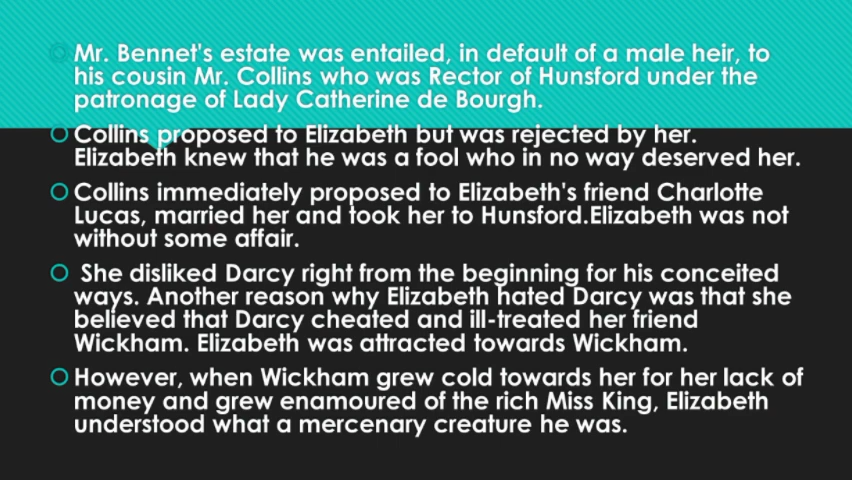 Mr. Bennet's estate was entailed, in default of a male heir, to
his cousin Mr. Collins who was Rector of Hunsford under the
patronage of Lady Catherine de Bourgh.
Collins proposed to Elizabeth but was rejected by her.
Elizabeth knew that he was a fool who in no way deserved her.
Collins immediately proposed to Elizabeth's friend Charlotte
Lucas, married her and took her to Hunsford.Elizabeth was not
without some affair.
She disliked Darcy right from the beginning for his conceited
ways. Another reason why Elizabeth hated Darcy was that she
believed that Darcy cheated and ill-treated her friend
Wickham. Elizabeth was attracted towards Wickham.
However, when Wickham grew cold towards her for her lack of
money and grew enamoured of the rich Miss King, Elizabeth
understood what a mercenary creature he was.